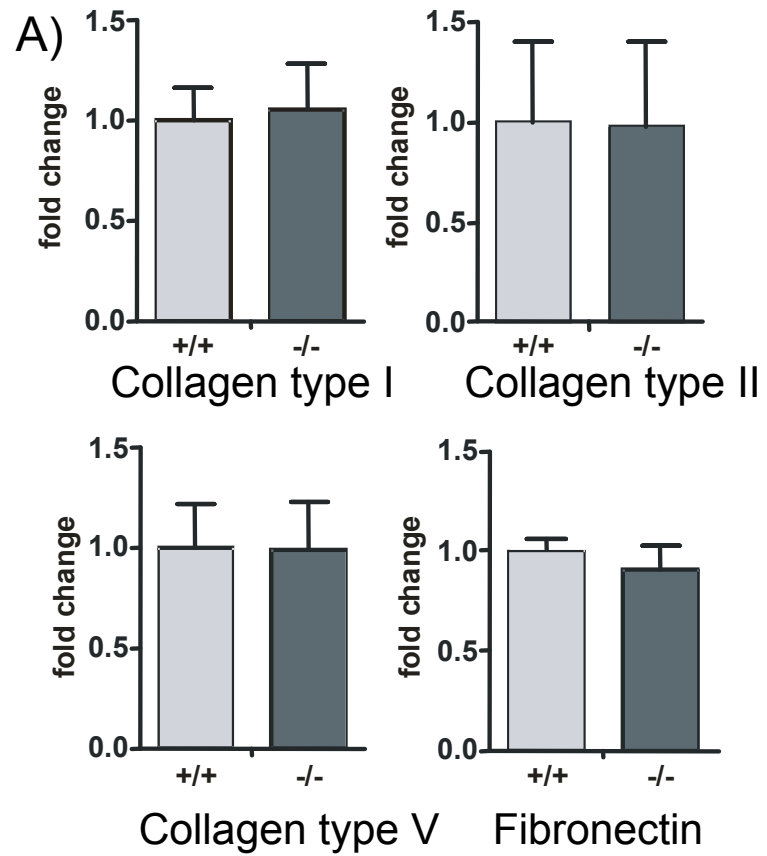 A)
fold change
1.5
1.0
0.5
0.0
+/+ -/-
Collagen type I
fold change
1.5
1.0
0.5
0.0
+/+ -/-
Collagen type II
fold change
1.5
1.0
0.5
0.0
+/+ -/-
Collagen type V
fold change
1.5
1.0
0.5
0.0
+/+ -/-
Fibronectin